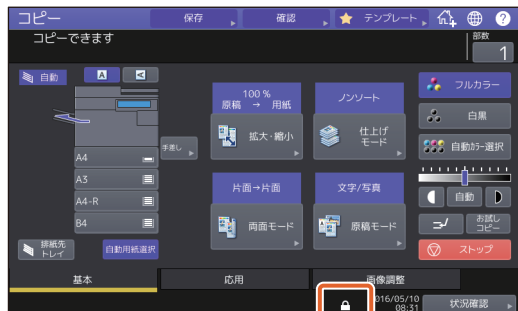 コピー
保存
確認
テンプレート
コピーできます
部数
1
自動
A
A
100 %
原稿 → 用紙
ノンソート
フルカラー
白黒
拡大・縮小
仕上げ
モード
自動カラー選択
手差し
A4
A3
A4-R
B4
片面→片面
文字/写真
自動
両面モード
原稿モード
お試し
コピー
排紙先
トレイ
自動用紙選択
ストップ
基本
応用
画像調整
2016/05/10
08:31
状況確認